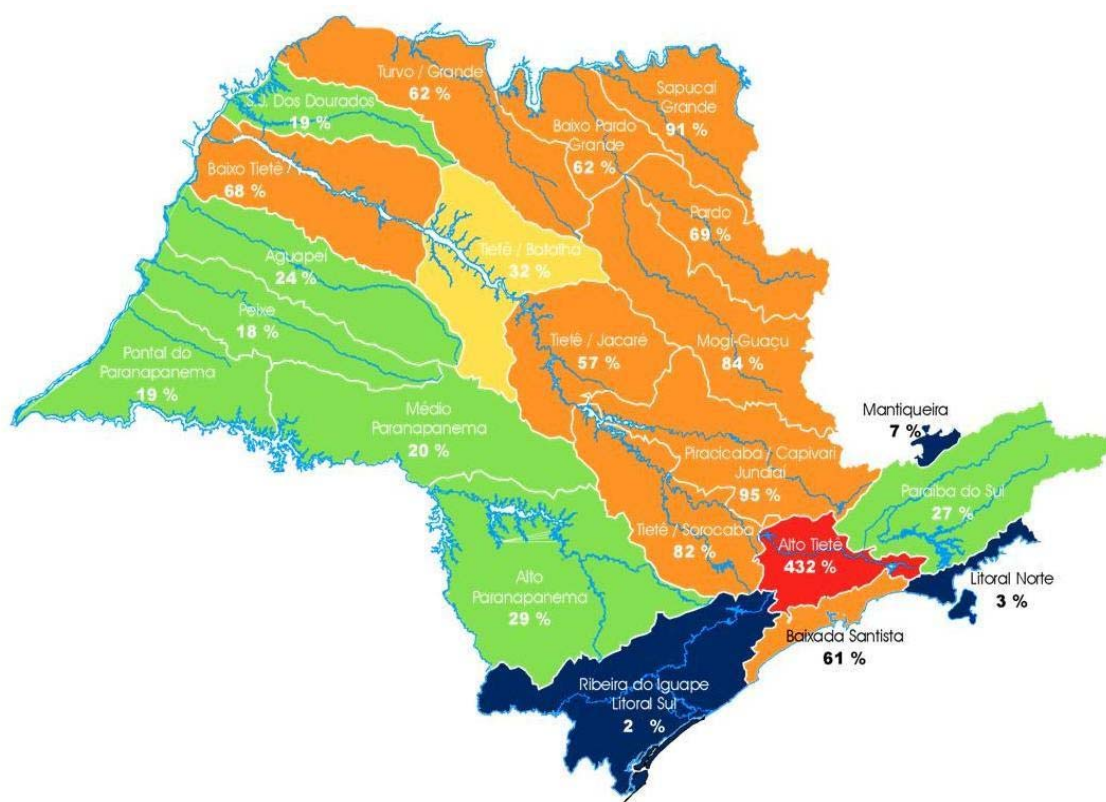 Turvo / Grande
62 %
S.J. Dos Dourados
19 %
Sapucaí
Grande
91 %
Baixo Pardo
Grande
62 %
Baixo Tietê /
68 %
Pardo
69 %
Tietê / Batalha
32 %
Aguapeí
24 %
Peixe
18 %
Tietê / Jacaré
57 %
Mogi-Guaçu
84 %
Pontal do
Paranapanema
19 %
Médio
Paranapanema
20 %
Mantiqueira
7 %
Piracicaba / Capivari
Jundiaí
95 %
Paraíba do Sul
27 %
Tietê / Sorocaba
82 %
Alto Tietê
432 %
Alto
Paranapanema
29 %
Litoral Norte
3 %
Baixada Santista
61 %
Ribeira do Iguape
Litoral Sul
2 %